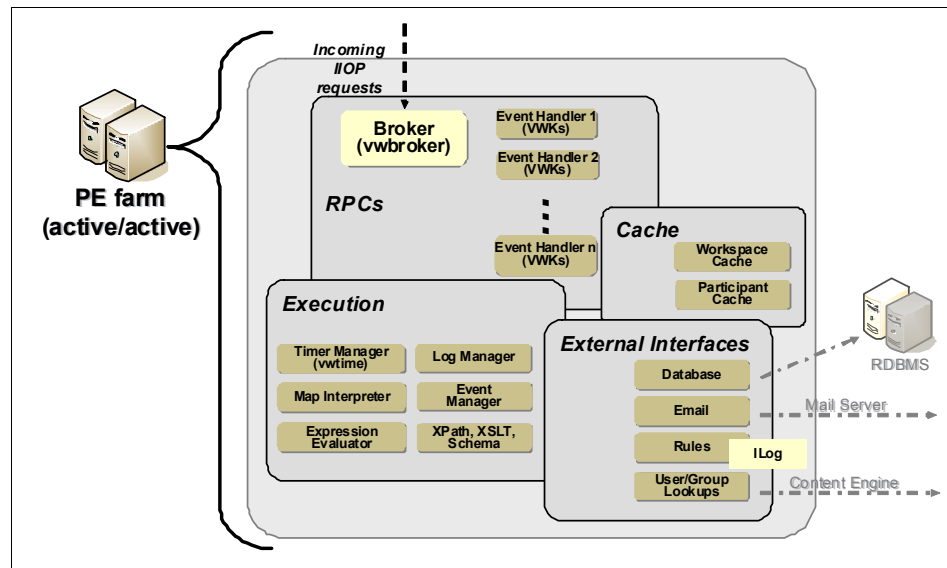 Incoming
IIOP
requests
PE farm
(active/active)
Broker
(vwbroker)
RPCs
Event Handler 1
(VWKs)
Event Handler 2
(VWKs)
Event Handler n
(VWKs)
Cache
Workspace
Cache
Participant
Cache
Execution
Timer Manager
(vwtime)
Log Manager
Map Interpreter
Event
Manager
Expression
Evaluator
XPath, XSLT,
Schema
External Interfaces
Database
Email
Rules
ILog
User/Group
Lookups
RDBMS
Mail Server
Content Engine